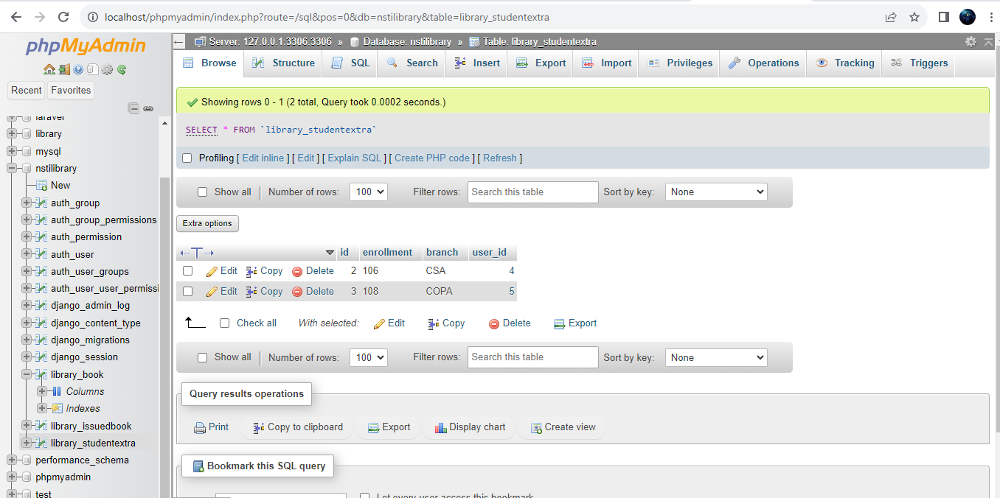 localhost/phpmyadmin/index.php?route=/sql&pos=0&db=nstilibrary&table=library_studentextra
phpMyAdmin
Recent Favorites
laravel
library
mysql
nstilibrary
New
auth_group
auth_group_permissions
auth_permission
auth_user
auth_user_groups
auth_user_user_permissi
django_admin_log
django_content_type
django_migrations
django_session
library_book
Columns
Indexes
library_issuedbook
library_studentextra
performance_schema
phpmyadmin
test
Server: 127.0.0.1:3306:3306 » Database: nstilibrary » Table: library_studentextra
Browse Structure SQL Search Insert Export Import Privileges Operations Tracking Triggers
Showing rows 0 - 1 (2 total, Query took 0.0002 seconds.)
SELECT * FROM `library_studentextra`
Profiling [ Edit inline ] [ Edit ] [ Explain SQL ] [ Create PHP code ] [ Refresh ]
Show all | Number of rows: 100 Filter rows: Search this table Sort by key: None
Extra options
←T→ id enrollment branch user_id
Edit Copy Delete 2 106 CSA 4
Edit Copy Delete 3 108 COPA 5
Check all With selected: Edit Copy Delete Export
Show all | Number of rows: 100 Filter rows: Search this table Sort by key: None
Query results operations
Print Copy to clipboard Export Display chart Create view
Bookmark this SQL query
Let every user access this bookmark